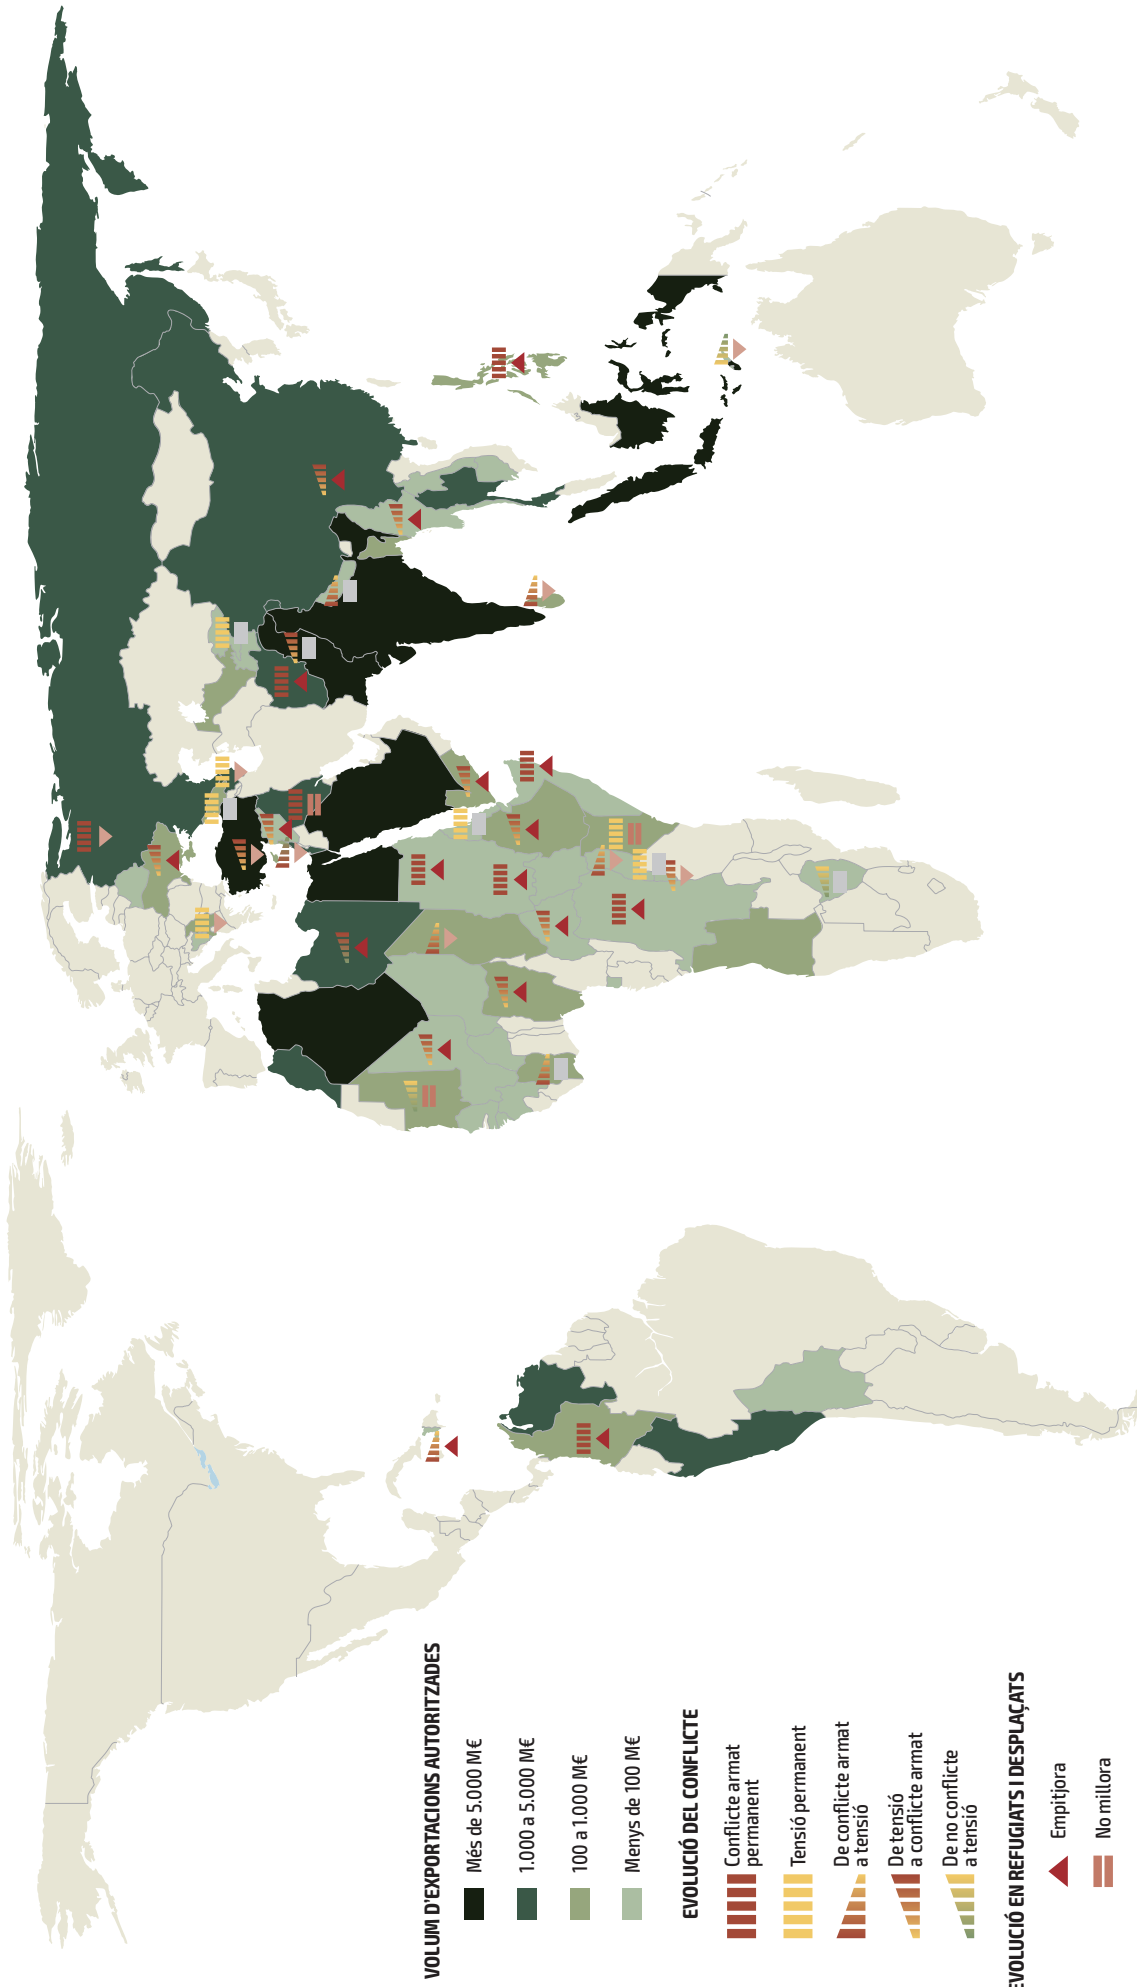 VOLUM D'EXPORTACIONS AUTORITZADES
Més de 5.000 M€
1.000 a 5.000 M€
100 a 1.000 M€
Menys de 100 M€
EVOLUCIÓ DEL CONFLICTE
Conflicte armat
permanent
Tensió permanent
De conflicte armat
a tensió
De tensió
a conflicte armat
De no conflicte
a tensió
EVOLUCIÓ EN REFUGIATS I DESPLAÇATS
Empitjora
No millora